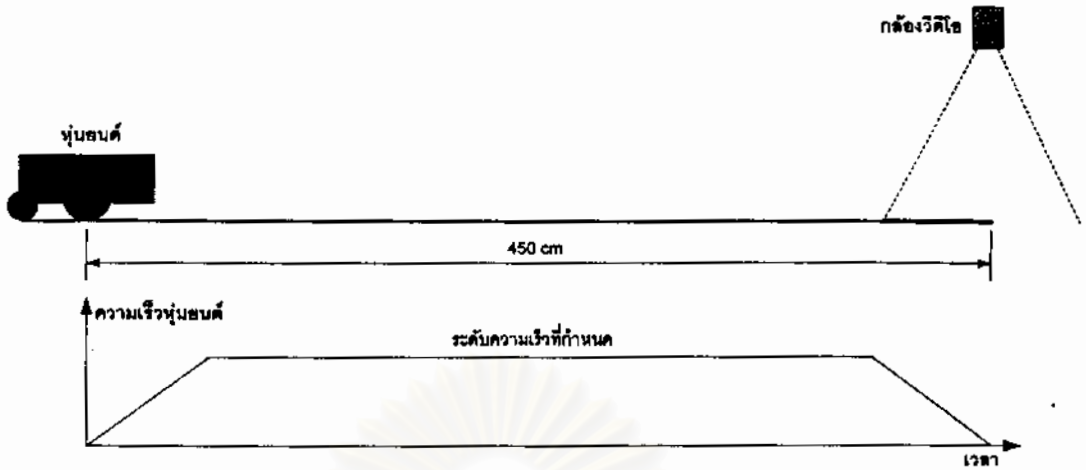 กล้องวีดีโอ
หุ่นยนต์
450 cm
ความเร็วหุ่นยนต์
ระดับความเร็วที่กำหนด
เวลา